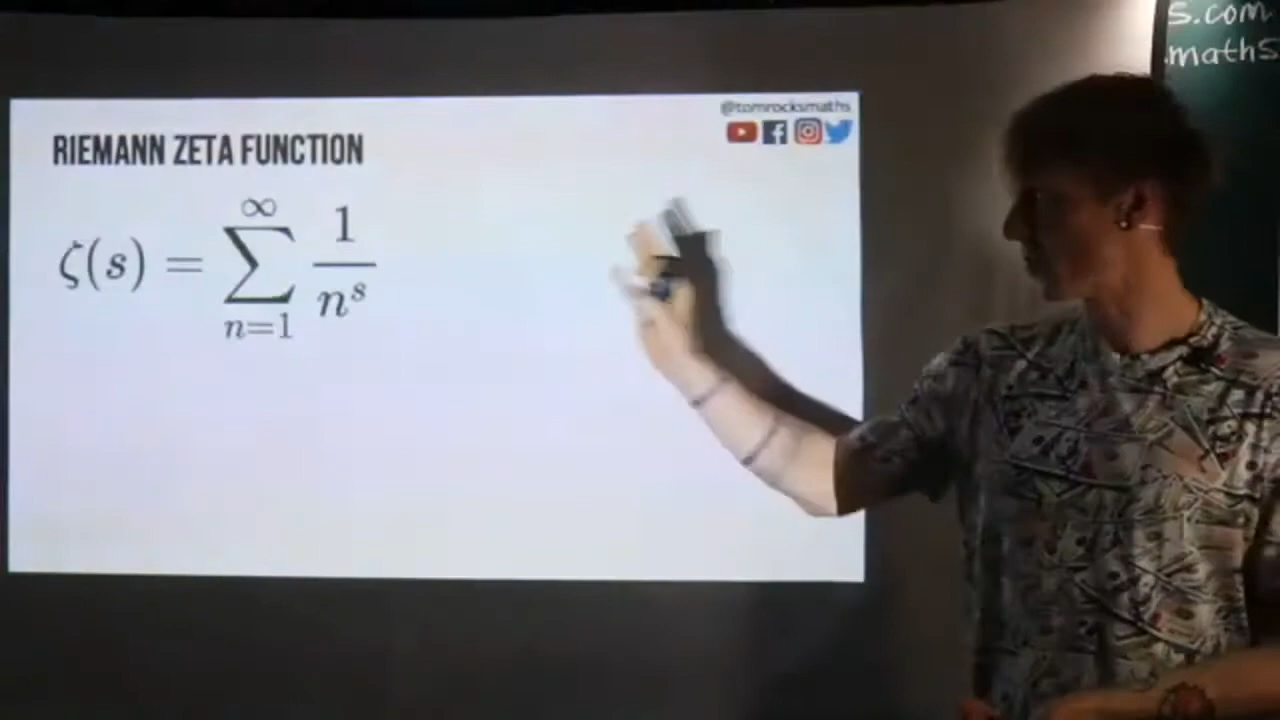 s.com
maths
@tomrocksmaths
RIEMANN ZETA FUNCTION
ζ(s) = ∑_{n=1}^{∞} 1/n^s